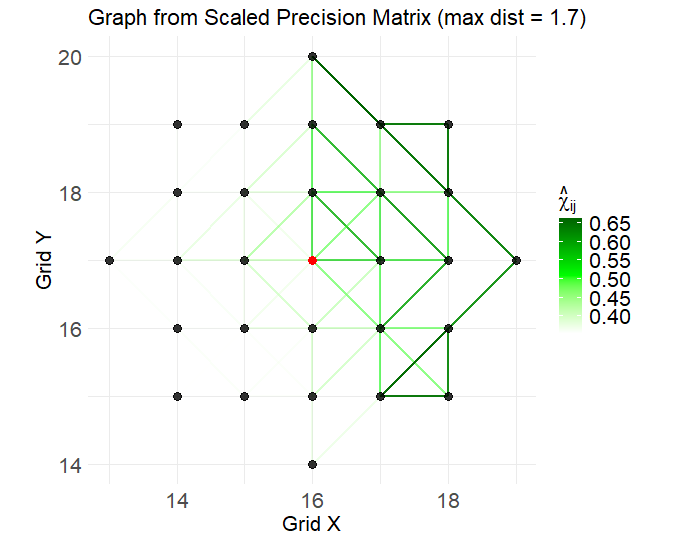 Graph from Scaled Precision Matrix (max dist = 1.7)
20
18
16
14
Grid Y
14 16 18
Grid X
χ̂ij
0.65
0.60
0.55
0.50
0.45
0.40